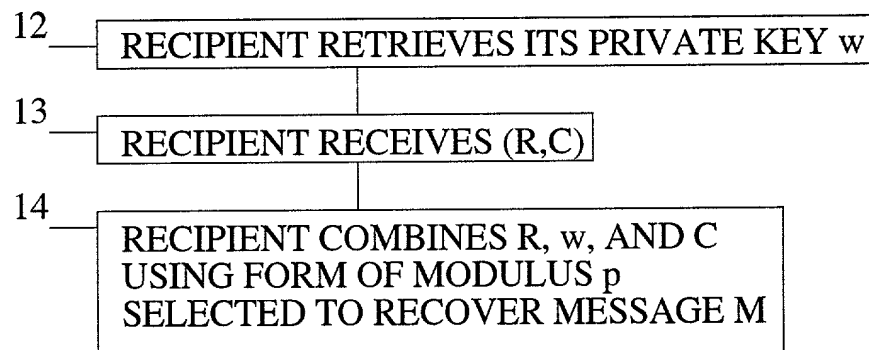 12
RECIPIENT RETRIEVES ITS PRIVATE KEY w
13
RECIPIENT RECEIVES (R,C)
14
RECIPIENT COMBINES R, w, AND C
USING FORM OF MODULUS p
SELECTED TO RECOVER MESSAGE M